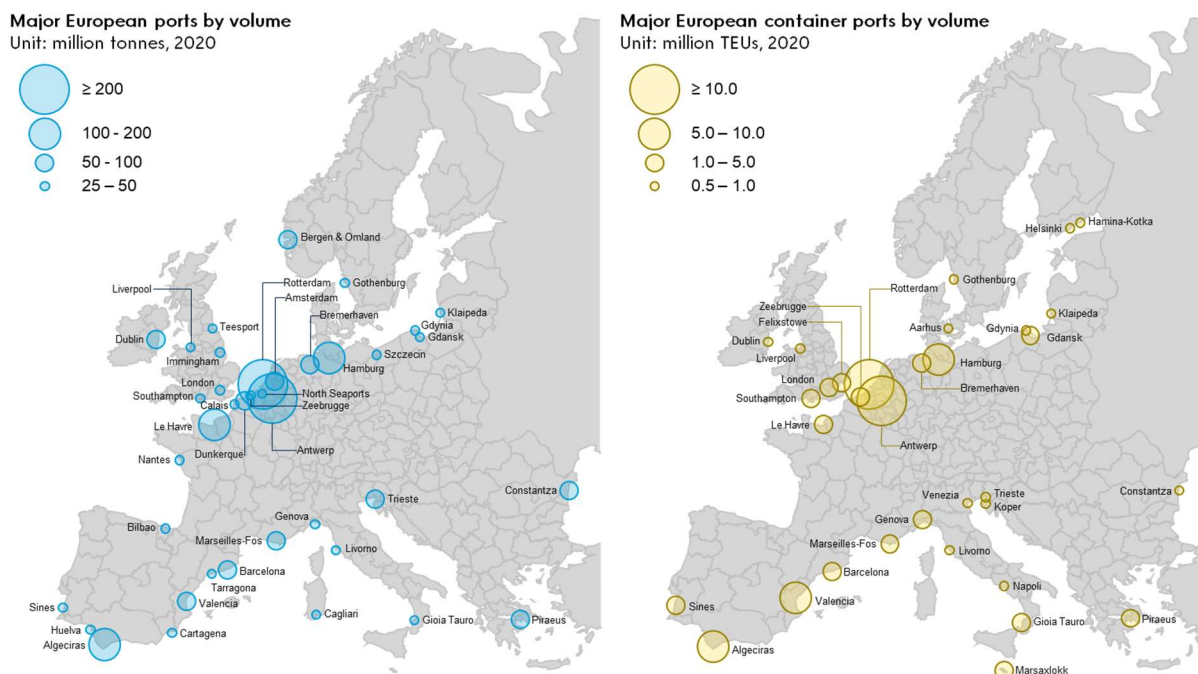 Major European ports by volume
Unit: million tonnes, 2020
≥ 200
100 - 200
50 - 100
25 – 50
Bergen & Omland
Rotterdam
Gothenburg
Liverpool
Amsterdam
Bremerhaven
Klaipeda
Teesport
Gdynia
Dublin
Gdansk
Szczecin
Immingham
Hamburg
London
North Seaports
Southampton
Calais
Zeebrugge
Le Havre
Dunkerque
Antwerp
Nantes
Constantza
Trieste
Genova
Bilbao
Marseilles-Fos
Livorno
Barcelona
Tarragona
Valencia
Sines
Cagliari
Gioia Tauro
Piraeus
Huelva
Cartagena
Algeciras
Major European container ports by volume
Unit: million TEUs, 2020
≥ 10.0
5.0 – 10.0
1.0 – 5.0
0.5 – 1.0
Hamina-Kotka
Helsinki
Gothenburg
Rotterdam
Zeebrugge
Klaipeda
Felixstowe
Aarhus
Gdynia
Dublin
Gdansk
Liverpool
Hamburg
London
Bremerhaven
Southampton
Le Havre
Antwerp
Constantza
Venezia
Trieste
Koper
Genova
Marseilles-Fos
Livorno
Barcelona
Napoli
Sines
Valencia
Gioia Tauro
Piraeus
Algeciras
Marsaxlokk